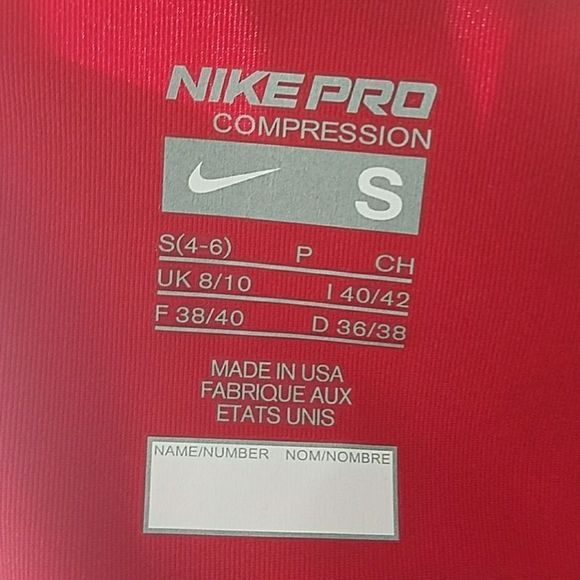 NIKE PRO
COMPRESSION
S
S(4-6) P CH
UK 8/10 I 40/42
F 38/40 D 36/38
MADE IN USA
FABRIQUE AUX
ETATS UNIS
NAME/NUMBER NOM/NOMBRE